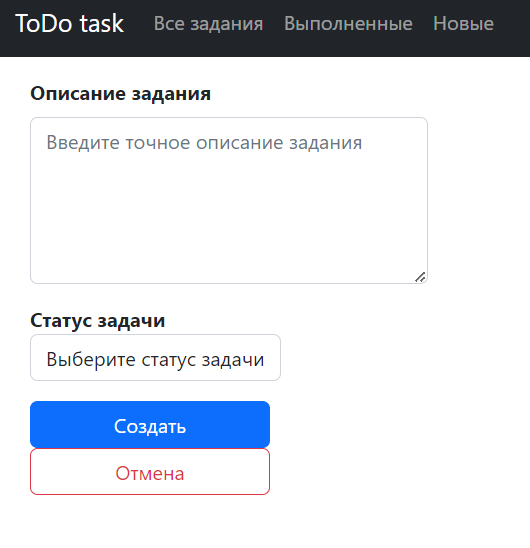 ToDo task Все задания Выполненные Новые
Описание задания
Введите точное описание задания
Статус задачи
Выберите статус задачи
Создать
Отмена